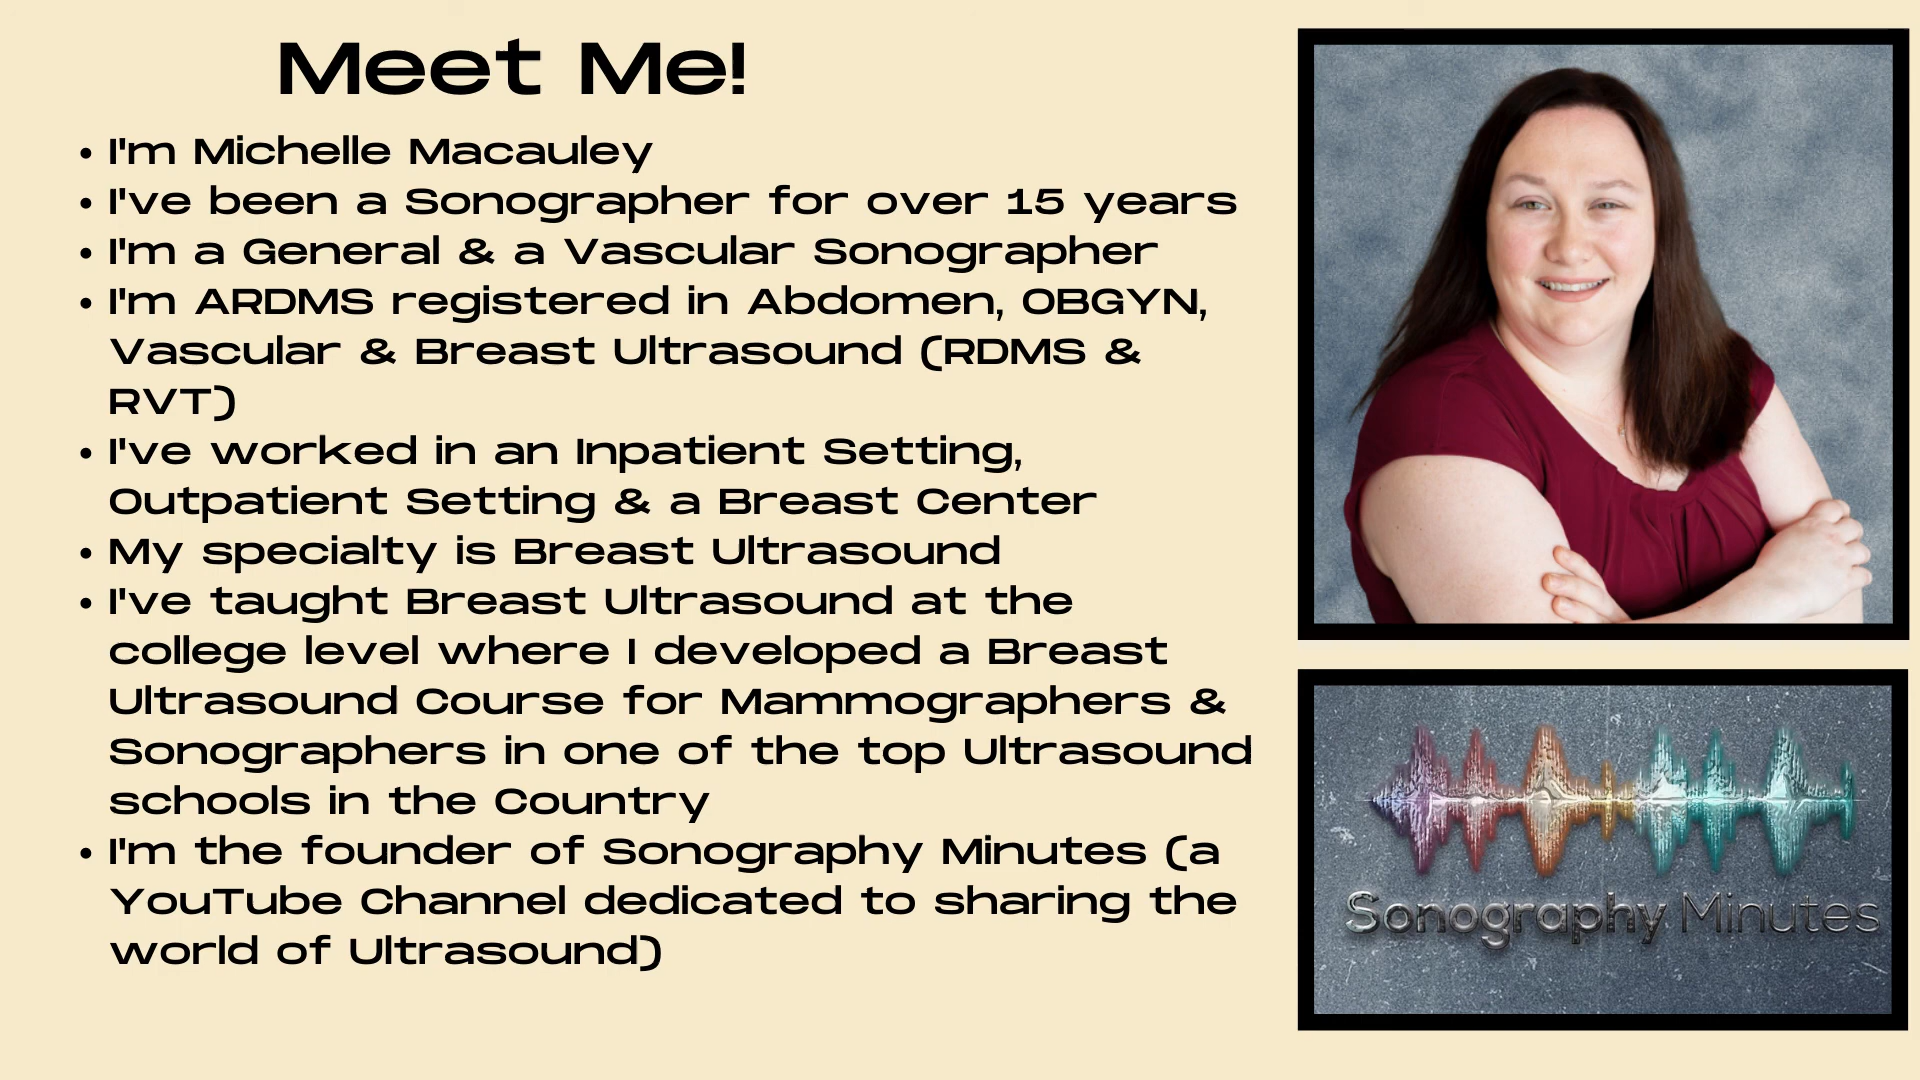 Meet Me!
• I'm Michelle Macauley
• I've been a Sonographer for over 15 years
• I'm a General & a Vascular Sonographer
• I'm ARDMS registered in Abdomen, OBGYN,
Vascular & Breast Ultrasound (RDMS &
RVT)
• I've worked in an Inpatient Setting,
Outpatient Setting & a Breast Center
• My specialty is Breast Ultrasound
• I've taught Breast Ultrasound at the
college level where I developed a Breast
Ultrasound Course for Mammographers &
Sonographers in one of the top Ultrasound
schools in the Country
• I'm the founder of Sonography Minutes (a
YouTube Channel dedicated to sharing the
world of Ultrasound)
Sonography Minutes